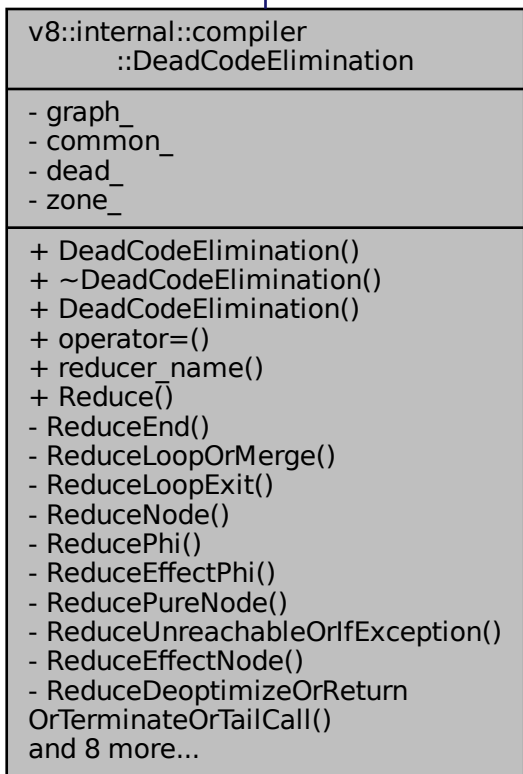 v8::internal::compiler
::DeadCodeElimination
- graph_
- common_
- dead_
- zone_
+ DeadCodeElimination()
+ ~DeadCodeElimination()
+ DeadCodeElimination()
+ operator=()
+ reducer_name()
+ Reduce()
- ReduceEnd()
- ReduceLoopOrMerge()
- ReduceLoopExit()
- ReduceNode()
- ReducePhi()
- ReduceEffectPhi()
- ReducePureNode()
- ReduceUnreachableOrIfException()
- ReduceEffectNode()
- ReduceDeoptimizeOrReturn
OrTerminateOrTailCall()
and 8 more...